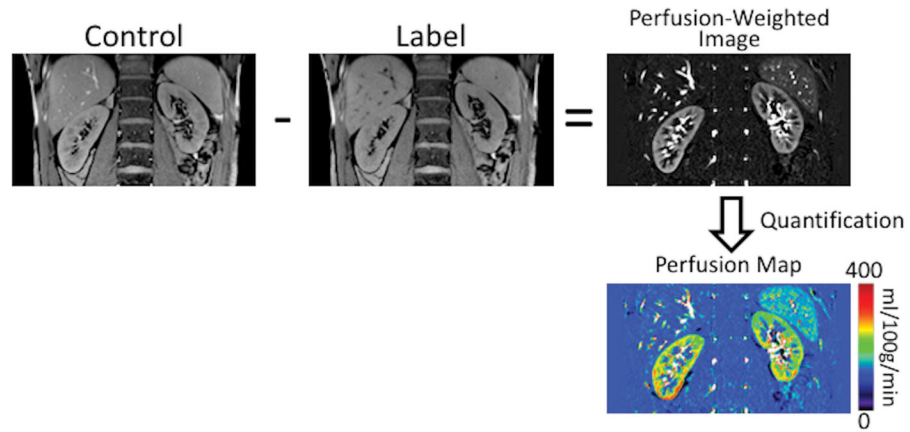 Control
Label
Perfusion-Weighted
Image
-
=
Quantification
Perfusion Map
400
ml/100g/min
0